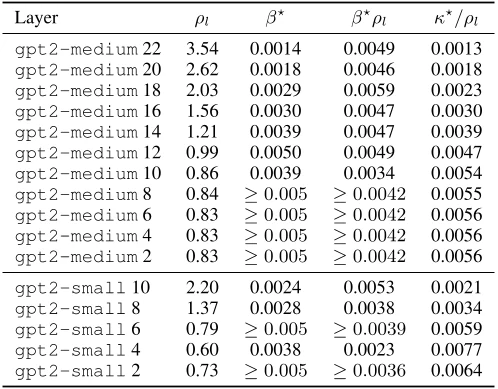 Layer ρ_l β* β*ρ_l κ*/ρ_l
gpt2-medium 22 3.54 0.0014 0.0049 0.0013
gpt2-medium 20 2.62 0.0018 0.0046 0.0018
gpt2-medium 18 2.03 0.0029 0.0059 0.0023
gpt2-medium 16 1.56 0.0030 0.0047 0.0030
gpt2-medium 14 1.21 0.0039 0.0047 0.0039
gpt2-medium 12 0.99 0.0050 0.0049 0.0047
gpt2-medium 10 0.86 0.0039 0.0034 0.0054
gpt2-medium 8 0.84 ≥ 0.005 ≥ 0.0042 0.0055
gpt2-medium 6 0.83 ≥ 0.005 ≥ 0.0042 0.0056
gpt2-medium 4 0.83 ≥ 0.005 ≥ 0.0042 0.0056
gpt2-medium 2 0.83 ≥ 0.005 ≥ 0.0042 0.0056
gpt2-small 10 2.20 0.0024 0.0053 0.0021
gpt2-small 8 1.37 0.0028 0.0038 0.0034
gpt2-small 6 0.79 ≥ 0.005 ≥ 0.0039 0.0059
gpt2-small 4 0.60 0.0038 0.0023 0.0077
gpt2-small 2 0.73 ≥ 0.005 ≥ 0.0036 0.0064